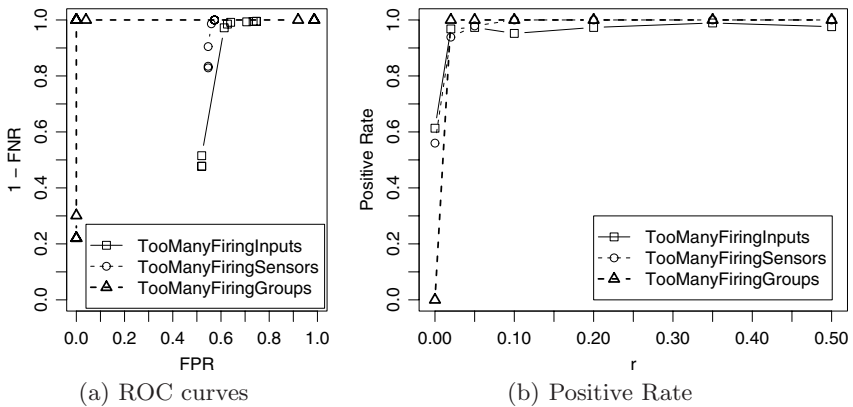 1 − FNR
1.0
0.8
0.6
0.4
0.2
0.0
TooManyFiringInputs
TooManyFiringSensors
TooManyFiringGroups
0.0 0.2 0.4 0.6 0.8 1.0
FPR
(a) ROC curves
Positive Rate
1.0
0.8
0.6
0.4
0.2
0.0
TooManyFiringInputs
TooManyFiringSensors
TooManyFiringGroups
0.00 0.10 0.20 0.30 0.40 0.50
r
(b) Positive Rate